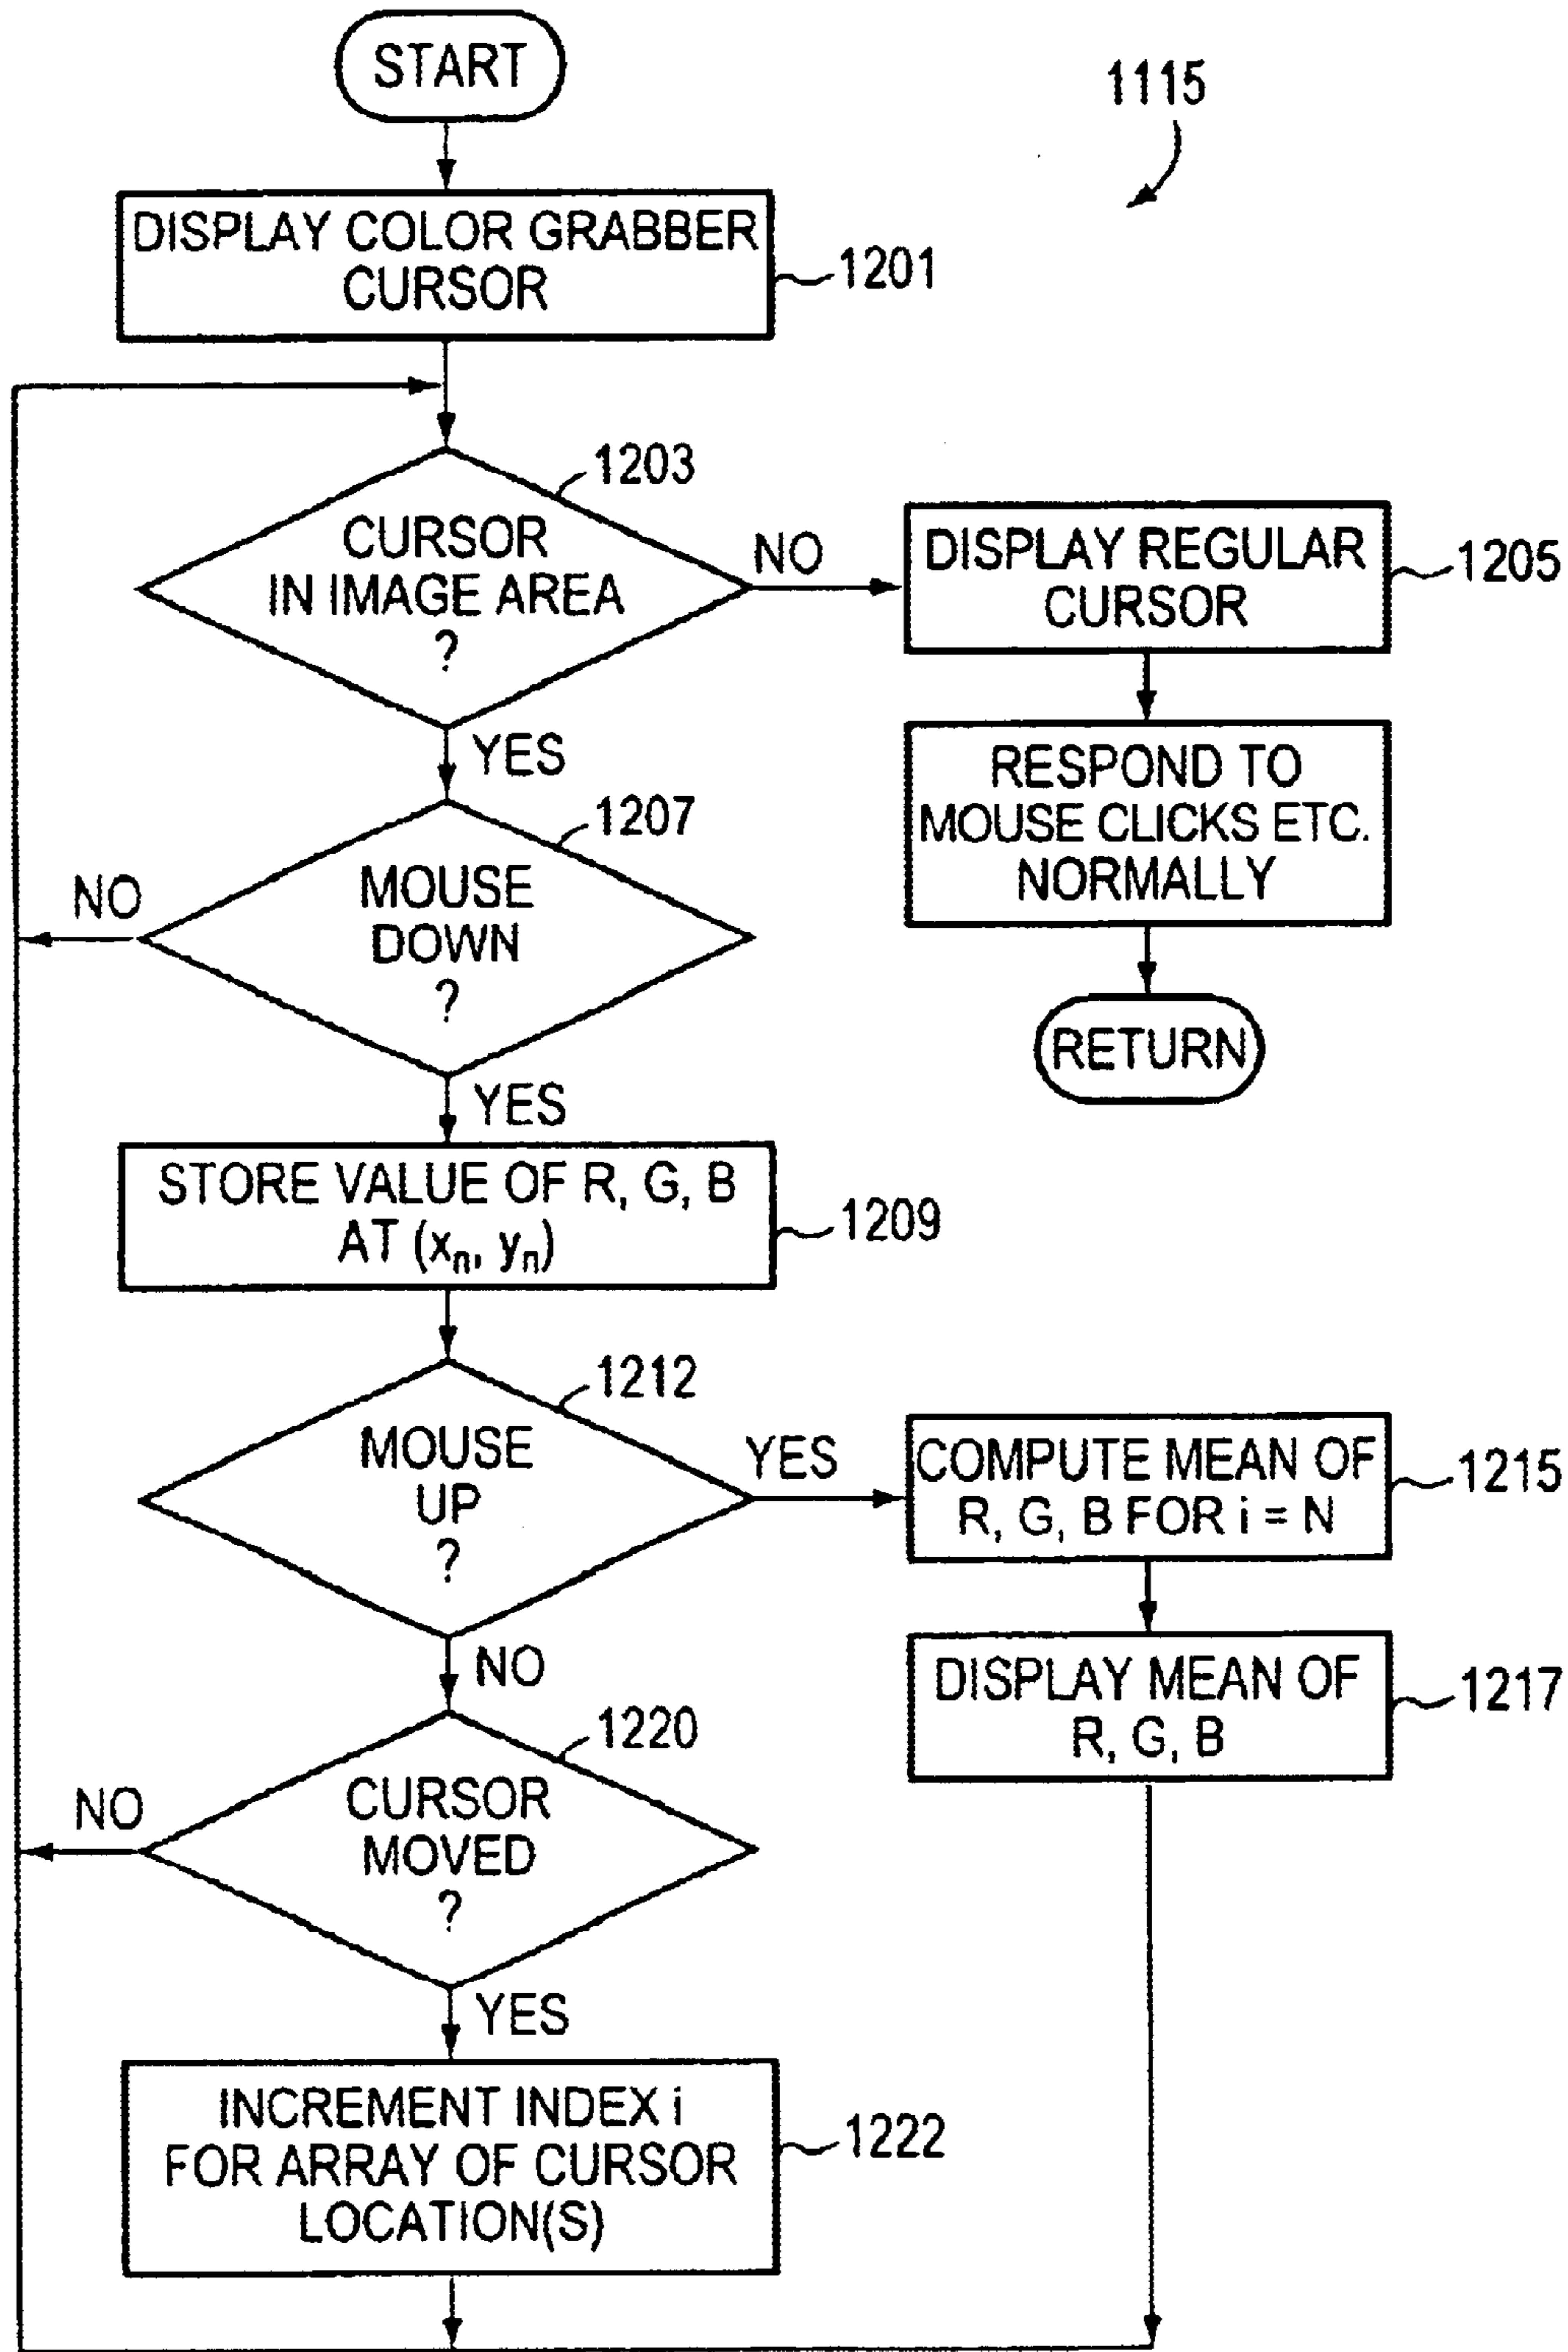 START
1115
DISPLAY COLOR GRABBER
CURSOR
1201
1203
CURSOR
IN IMAGE AREA
?
NO
DISPLAY REGULAR
CURSOR
1205
YES
RESPOND TO
MOUSE CLICKS ETC.
NORMALLY
RETURN
1207
MOUSE
DOWN
?
NO
YES
STORE VALUE OF R, G, B
AT (xₙ, yₙ)
1209
1212
MOUSE
UP
?
YES
COMPUTE MEAN OF
R, G, B FOR i = N
1215
DISPLAY MEAN OF
R, G, B
1217
NO
1220
CURSOR
MOVED
?
NO
YES
INCREMENT INDEX i
FOR ARRAY OF CURSOR
LOCATION(S)
1222